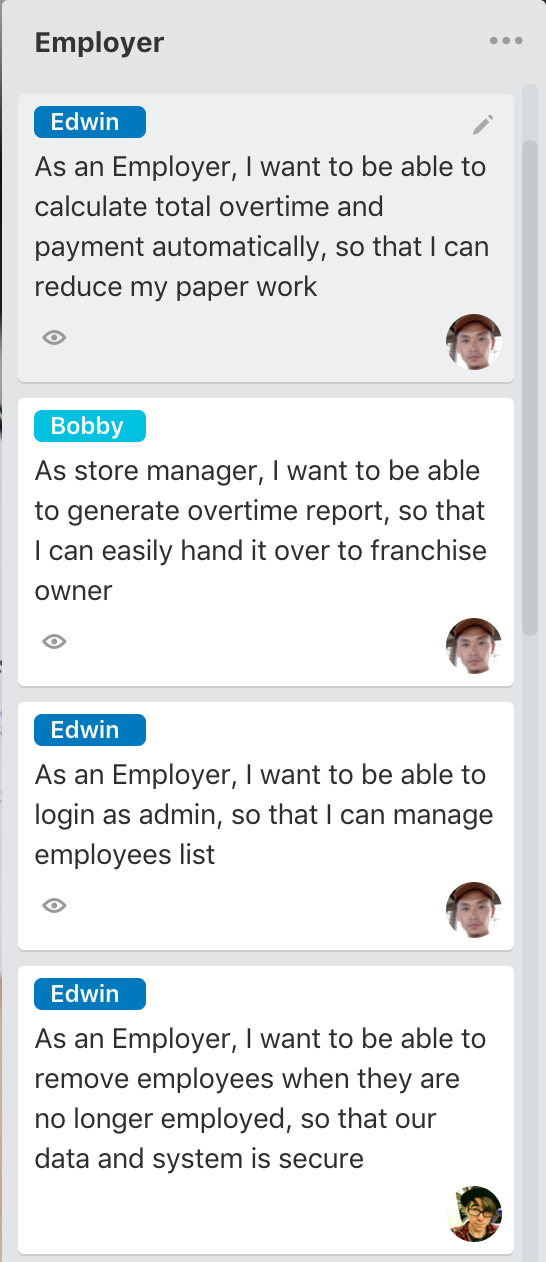 Employer
Edwin
As an Employer, I want to be able to
calculate total overtime and
payment automatically, so that I can
reduce my paper work
Bobby
As store manager, I want to be able
to generate overtime report, so that
I can easily hand it over to franchise
owner
Edwin
As an Employer, I want to be able to
login as admin, so that I can manage
employees list
Edwin
As an Employer, I want to be able to
remove employees when they are
no longer employed, so that our
data and system is secure